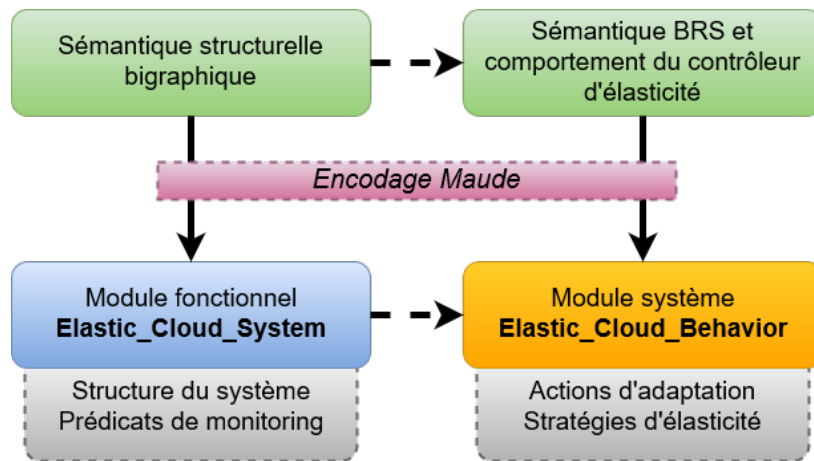 Sémantique structurelle
bigraphique
Sémantique BRS et
comportement du contrôleur
d'élasticité
Encodage Maude
Module fonctionnel
Elastic_Cloud_System
Module système
Elastic_Cloud_Behavior
Structure du système
Prédicats de monitoring
Actions d'adaptation
Stratégies d'élasticité